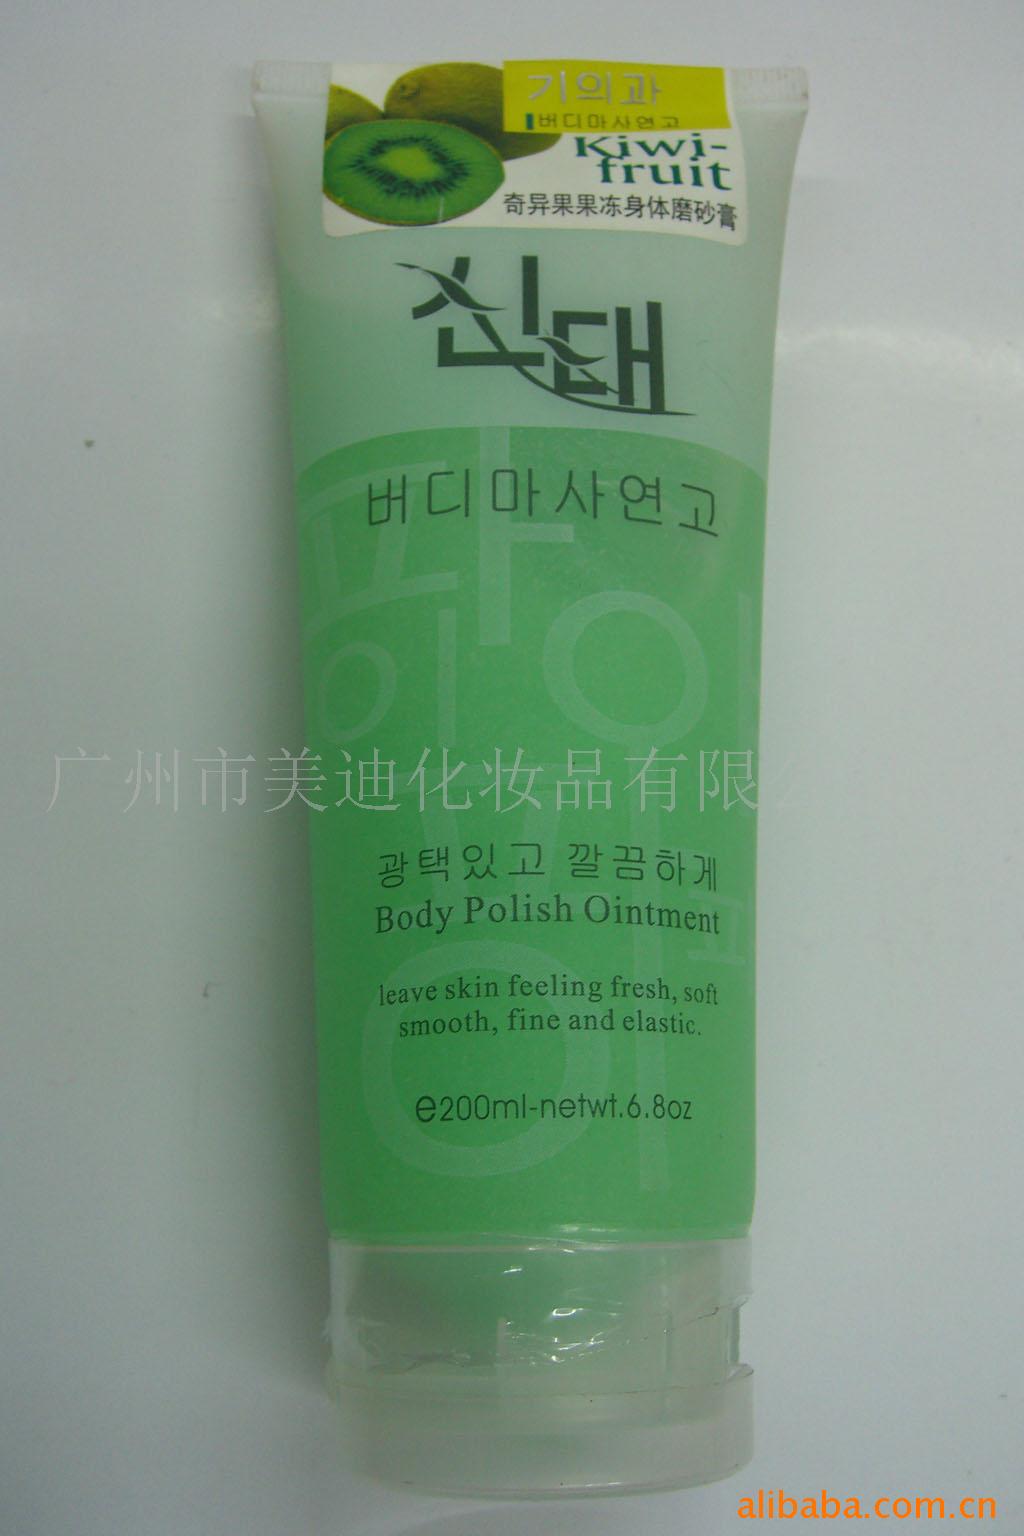 기의과
버디마사연고
Kiwi-
fruit
奇异果果冻身体磨砂膏
친댄
버디마사연고
广州市美迪化妆品有限
광택있고 깔끔하게
Body Polish Ointment
leave skin feeling fresh, soft
smooth, fine and elastic.
e200ml-netwt.6.8oz
alibaba.com.cn